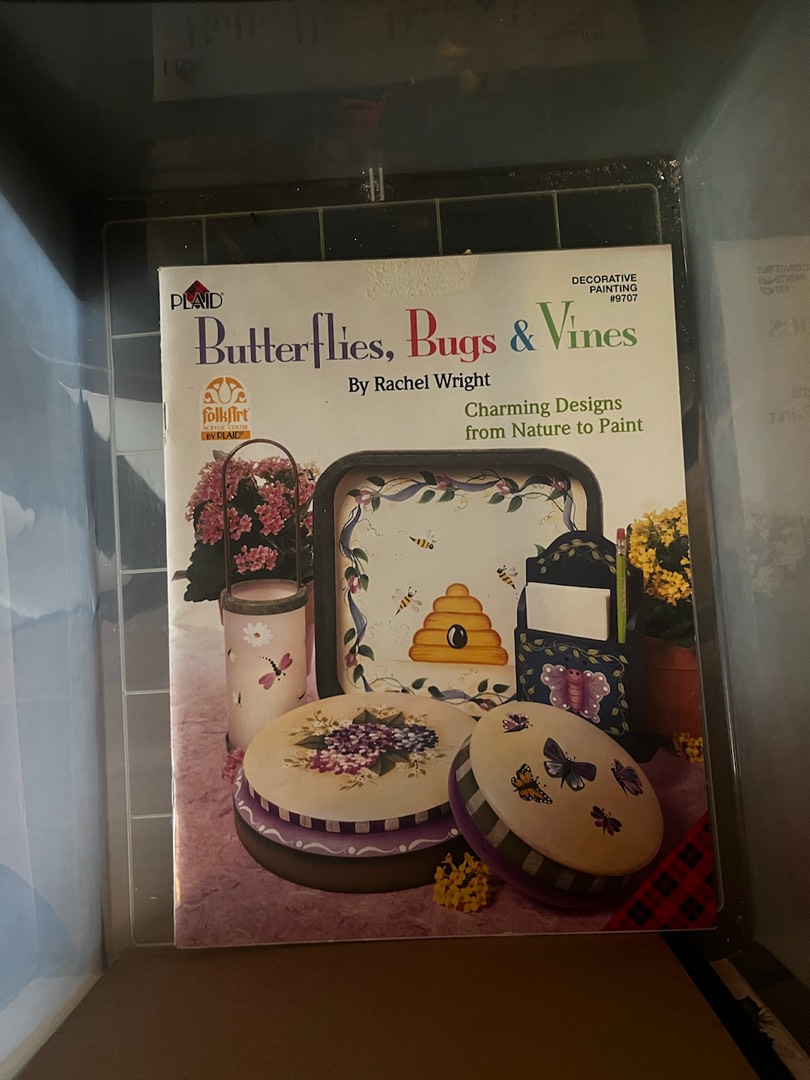 PLAID®
DECORATIVE
PAINTING
#9707
Butterflies, Bugs & Vines
By Rachel Wright
folkArt®
ACRYLIC COLOR
BY PLAID®
Charming Designs
from Nature to Paint